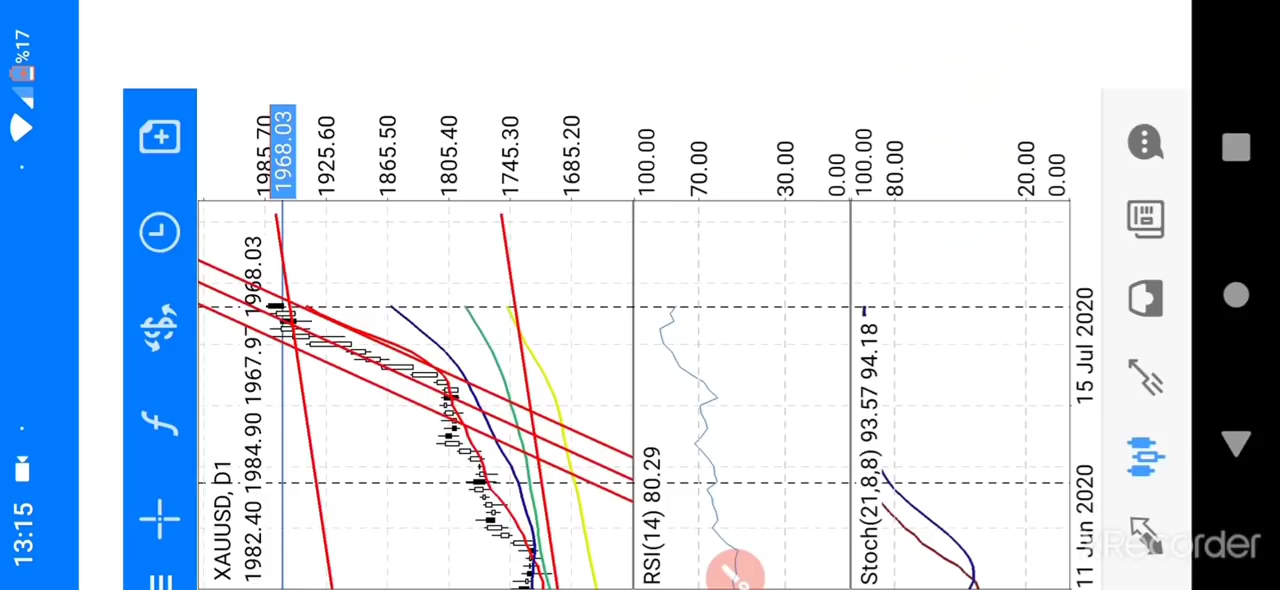 13:15
%17
XAUUSD, D1
1982.40 1984.90 1967.97 1968.03
1985.70
1968.03
1925.60
1865.50
1805.40
1745.30
1685.20
RSI(14) 80.29
100.00
70.00
30.00
0.00
Stoch(21,8,8) 93.57 94.18
100.00
80.00
20.00
0.00
11 Jun 2020
15 Jul 2020
XRecorder